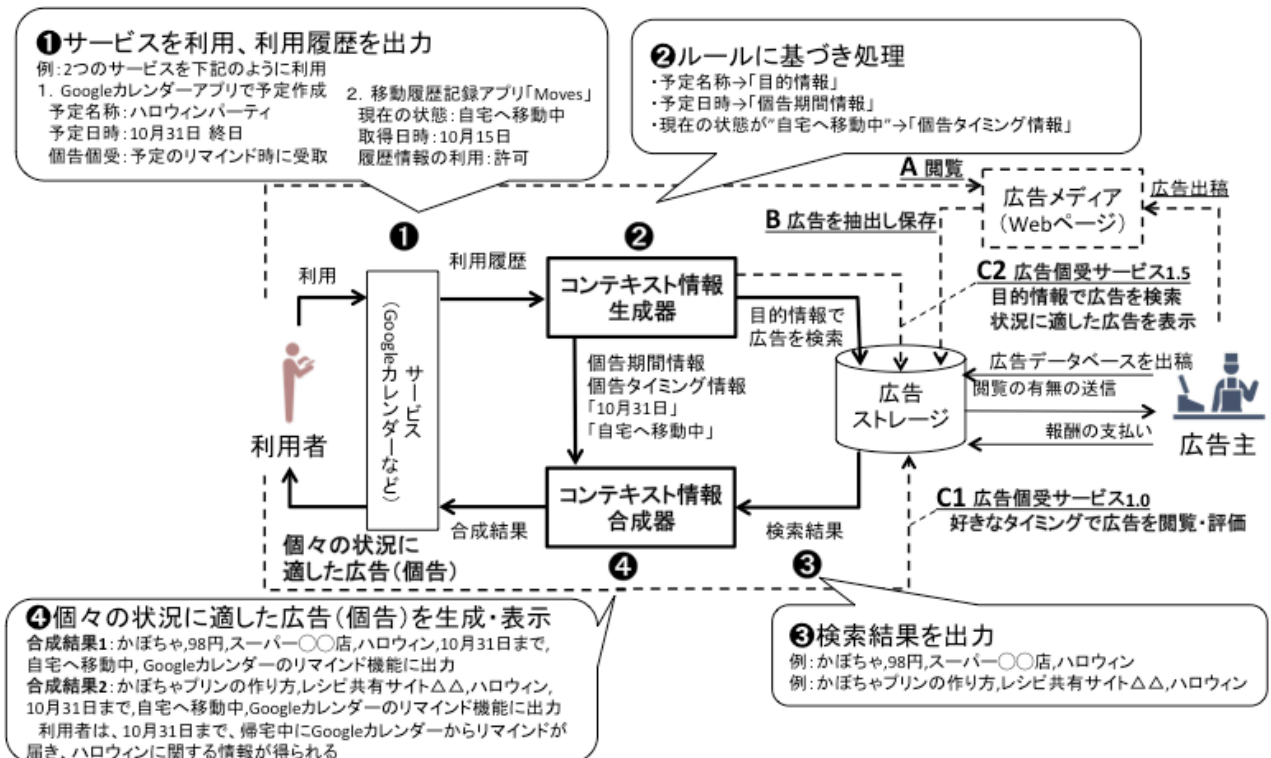 ❶サービスを利用、利用履歴を出力
例：2つのサービスを下記のように利用
1．Googleカレンダーアプリで予定作成
予定名称：ハロウィンパーティ
予定日時：10月31日 終日
個告個受：予定のリマインド時に受取
2．移動履歴記録アプリ「Moves」
現在の状態：自宅へ移動中
取得日時：10月15日
履歴情報の利用：許可
❷ルールに基づき処理
・予定名称→「目的情報」
・予定日時→「個告期間情報」
・現在の状態が”自宅へ移動中”→「個告タイミング情報」
A 閲覧
広告メディア
（Webページ）
広告出稿
B 広告を抽出し保存
❶
❷
利用
利用履歴
コンテキスト情報
生成器
目的情報で
広告を検索
C2 広告個受サービス1.5
目的情報で広告を検索
状況に適した広告を表示
サービス
（Googleカレンダーなど）
個告期間情報
個告タイミング情報
「10月31日」
「自宅へ移動中」
広告
ストレージ
広告データベースを出稿
閲覧の有無の送信
報酬の支払い
広告主
利用者
コンテキスト情報
合成器
合成結果
検索結果
C1 広告個受サービス1.0
好きなタイミングで広告を閲覧・評価
個々の状況に
適した広告（個告）
❹
❸
❹個々の状況に適した広告（個告）を生成・表示
合成結果1：かぼちゃ,98円,スーパー◯◯店,ハロウィン,10月31日まで,
自宅へ移動中, Googleカレンダーのリマインド機能に出力
合成結果2：かぼちゃプリンの作り方,レシピ共有サイト△△,ハロウィン,
10月31日まで,自宅へ移動中,Googleカレンダーのリマインド機能に出力
利用者は、10月31日まで、帰宅中にGoogleカレンダーからリマインドが
届き、ハロウィンに関する情報が得られる
❸検索結果を出力
例：かぼちゃ,98円,スーパー◯◯店,ハロウィン
例：かぼちゃプリンの作り方,レシピ共有サイト△△,ハロウィン